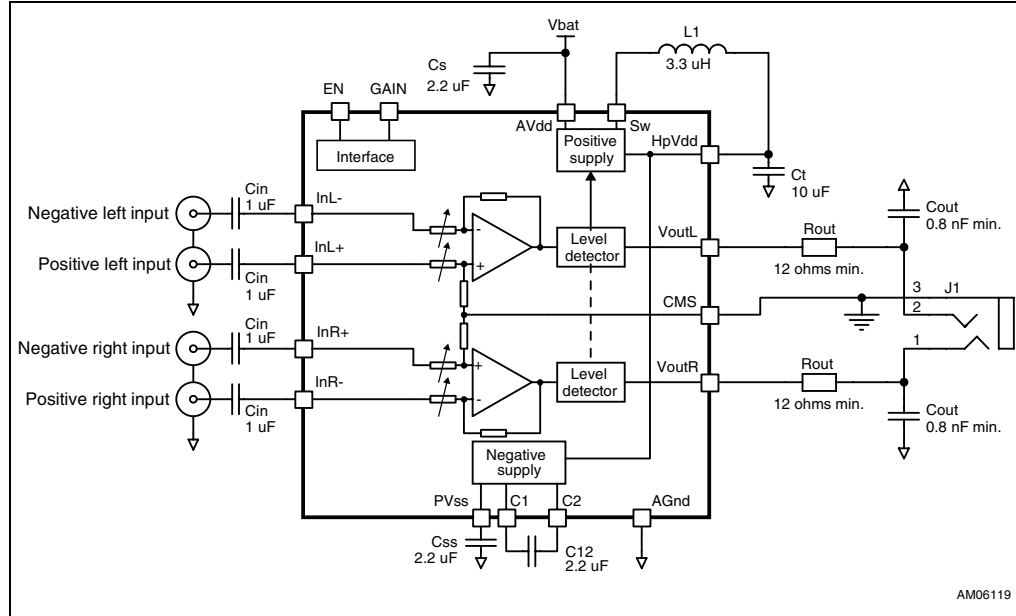 Vbat
L1
3.3 uH
Cs
2.2 uF
EN
GAIN
AVdd
Sw
Interface
Positive
supply
HpVdd
Ct
10 uF
Negative left input
Cin
1 uF
InL-
-
Level
detector
VoutL
Rout
12 ohms min.
Cout
0.8 nF min.
Positive left input
Cin
1 uF
InL+
+
CMS
3
J1
2
1
Negative right input
Cin
1 uF
InR+
+
Positive right input
Cin
1 uF
InR-
-
Level
detector
VoutR
Rout
12 ohms min.
Cout
0.8 nF min.
Negative
supply
PVss
C1
C2
AGnd
Css
2.2 uF
C12
2.2 uF
AM06119